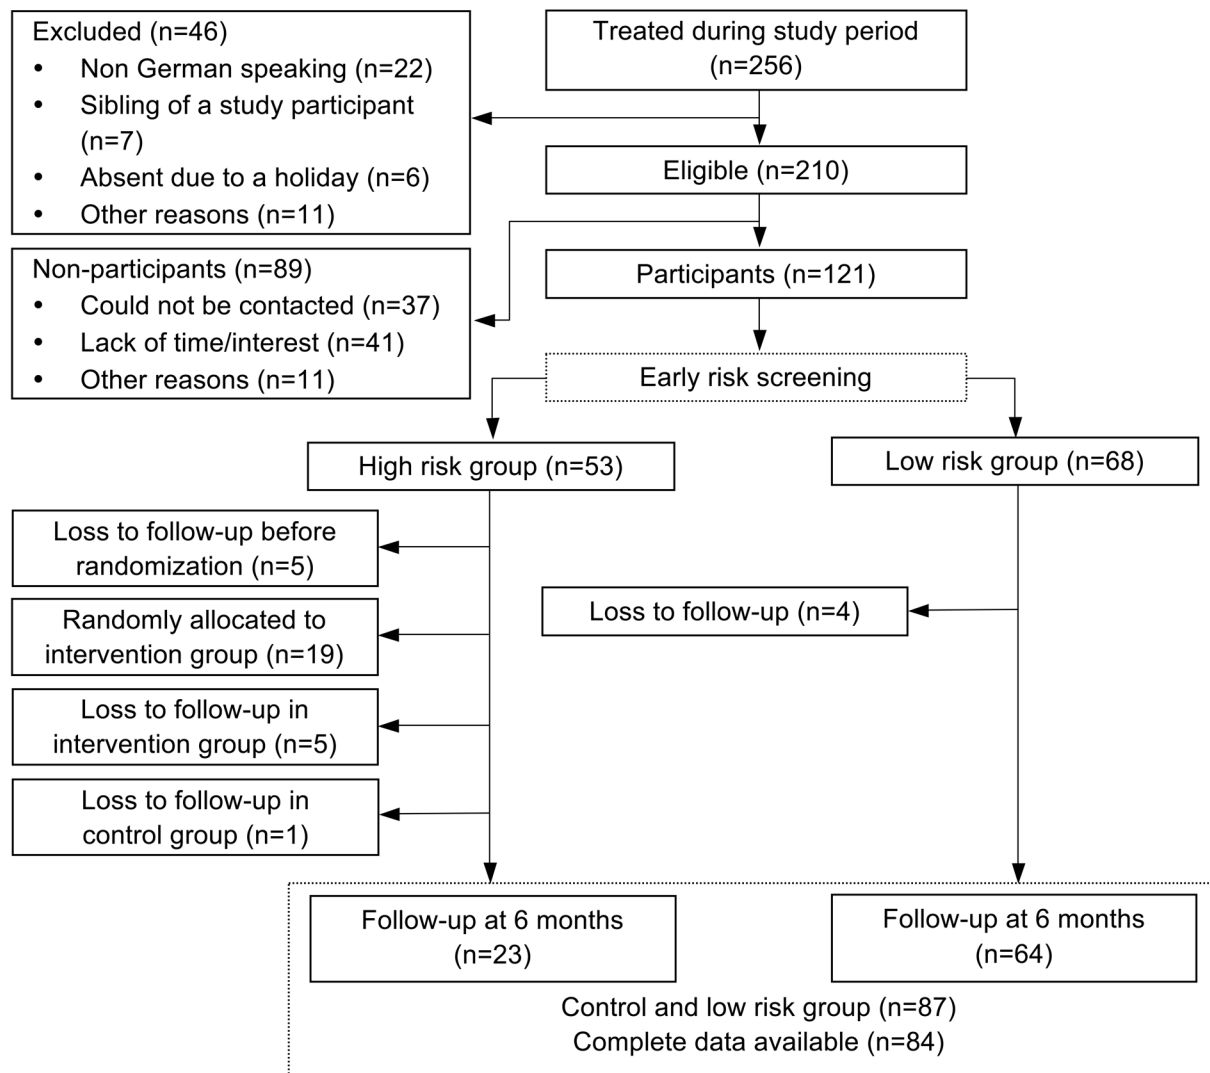 Treated during study period
(n=256)
Excluded (n=46)
• Non German speaking (n=22)
• Sibling of a study participant
(n=7)
• Absent due to a holiday (n=6)
• Other reasons (n=11)
Eligible (n=210)
Non-participants (n=89)
• Could not be contacted (n=37)
• Lack of time/interest (n=41)
• Other reasons (n=11)
Participants (n=121)
Early risk screening
High risk group (n=53)
Low risk group (n=68)
Loss to follow-up before
randomization (n=5)
Randomly allocated to
intervention group (n=19)
Loss to follow-up in
intervention group (n=5)
Loss to follow-up in
control group (n=1)
Loss to follow-up (n=4)
Follow-up at 6 months
(n=23)
Follow-up at 6 months
(n=64)
Control and low risk group (n=87)
Complete data available (n=84)